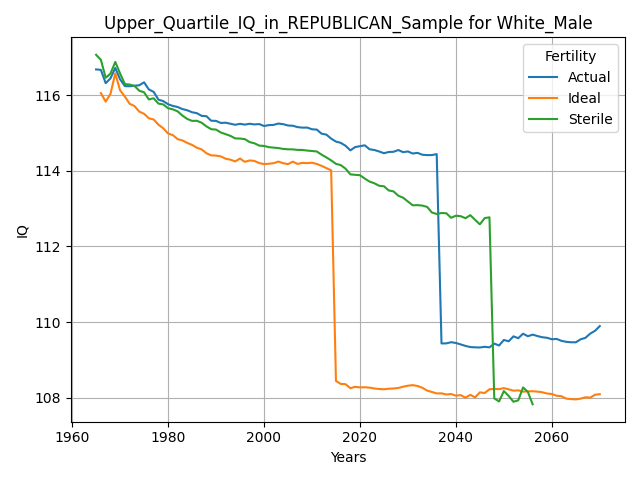 Upper_Quartile_IQ_in_REPUBLICAN_Sample for White_Male
Fertility
Actual
Ideal
Sterile
116
114
112
110
108
IQ
1960
1980
2000
2020
2040
2060
Years